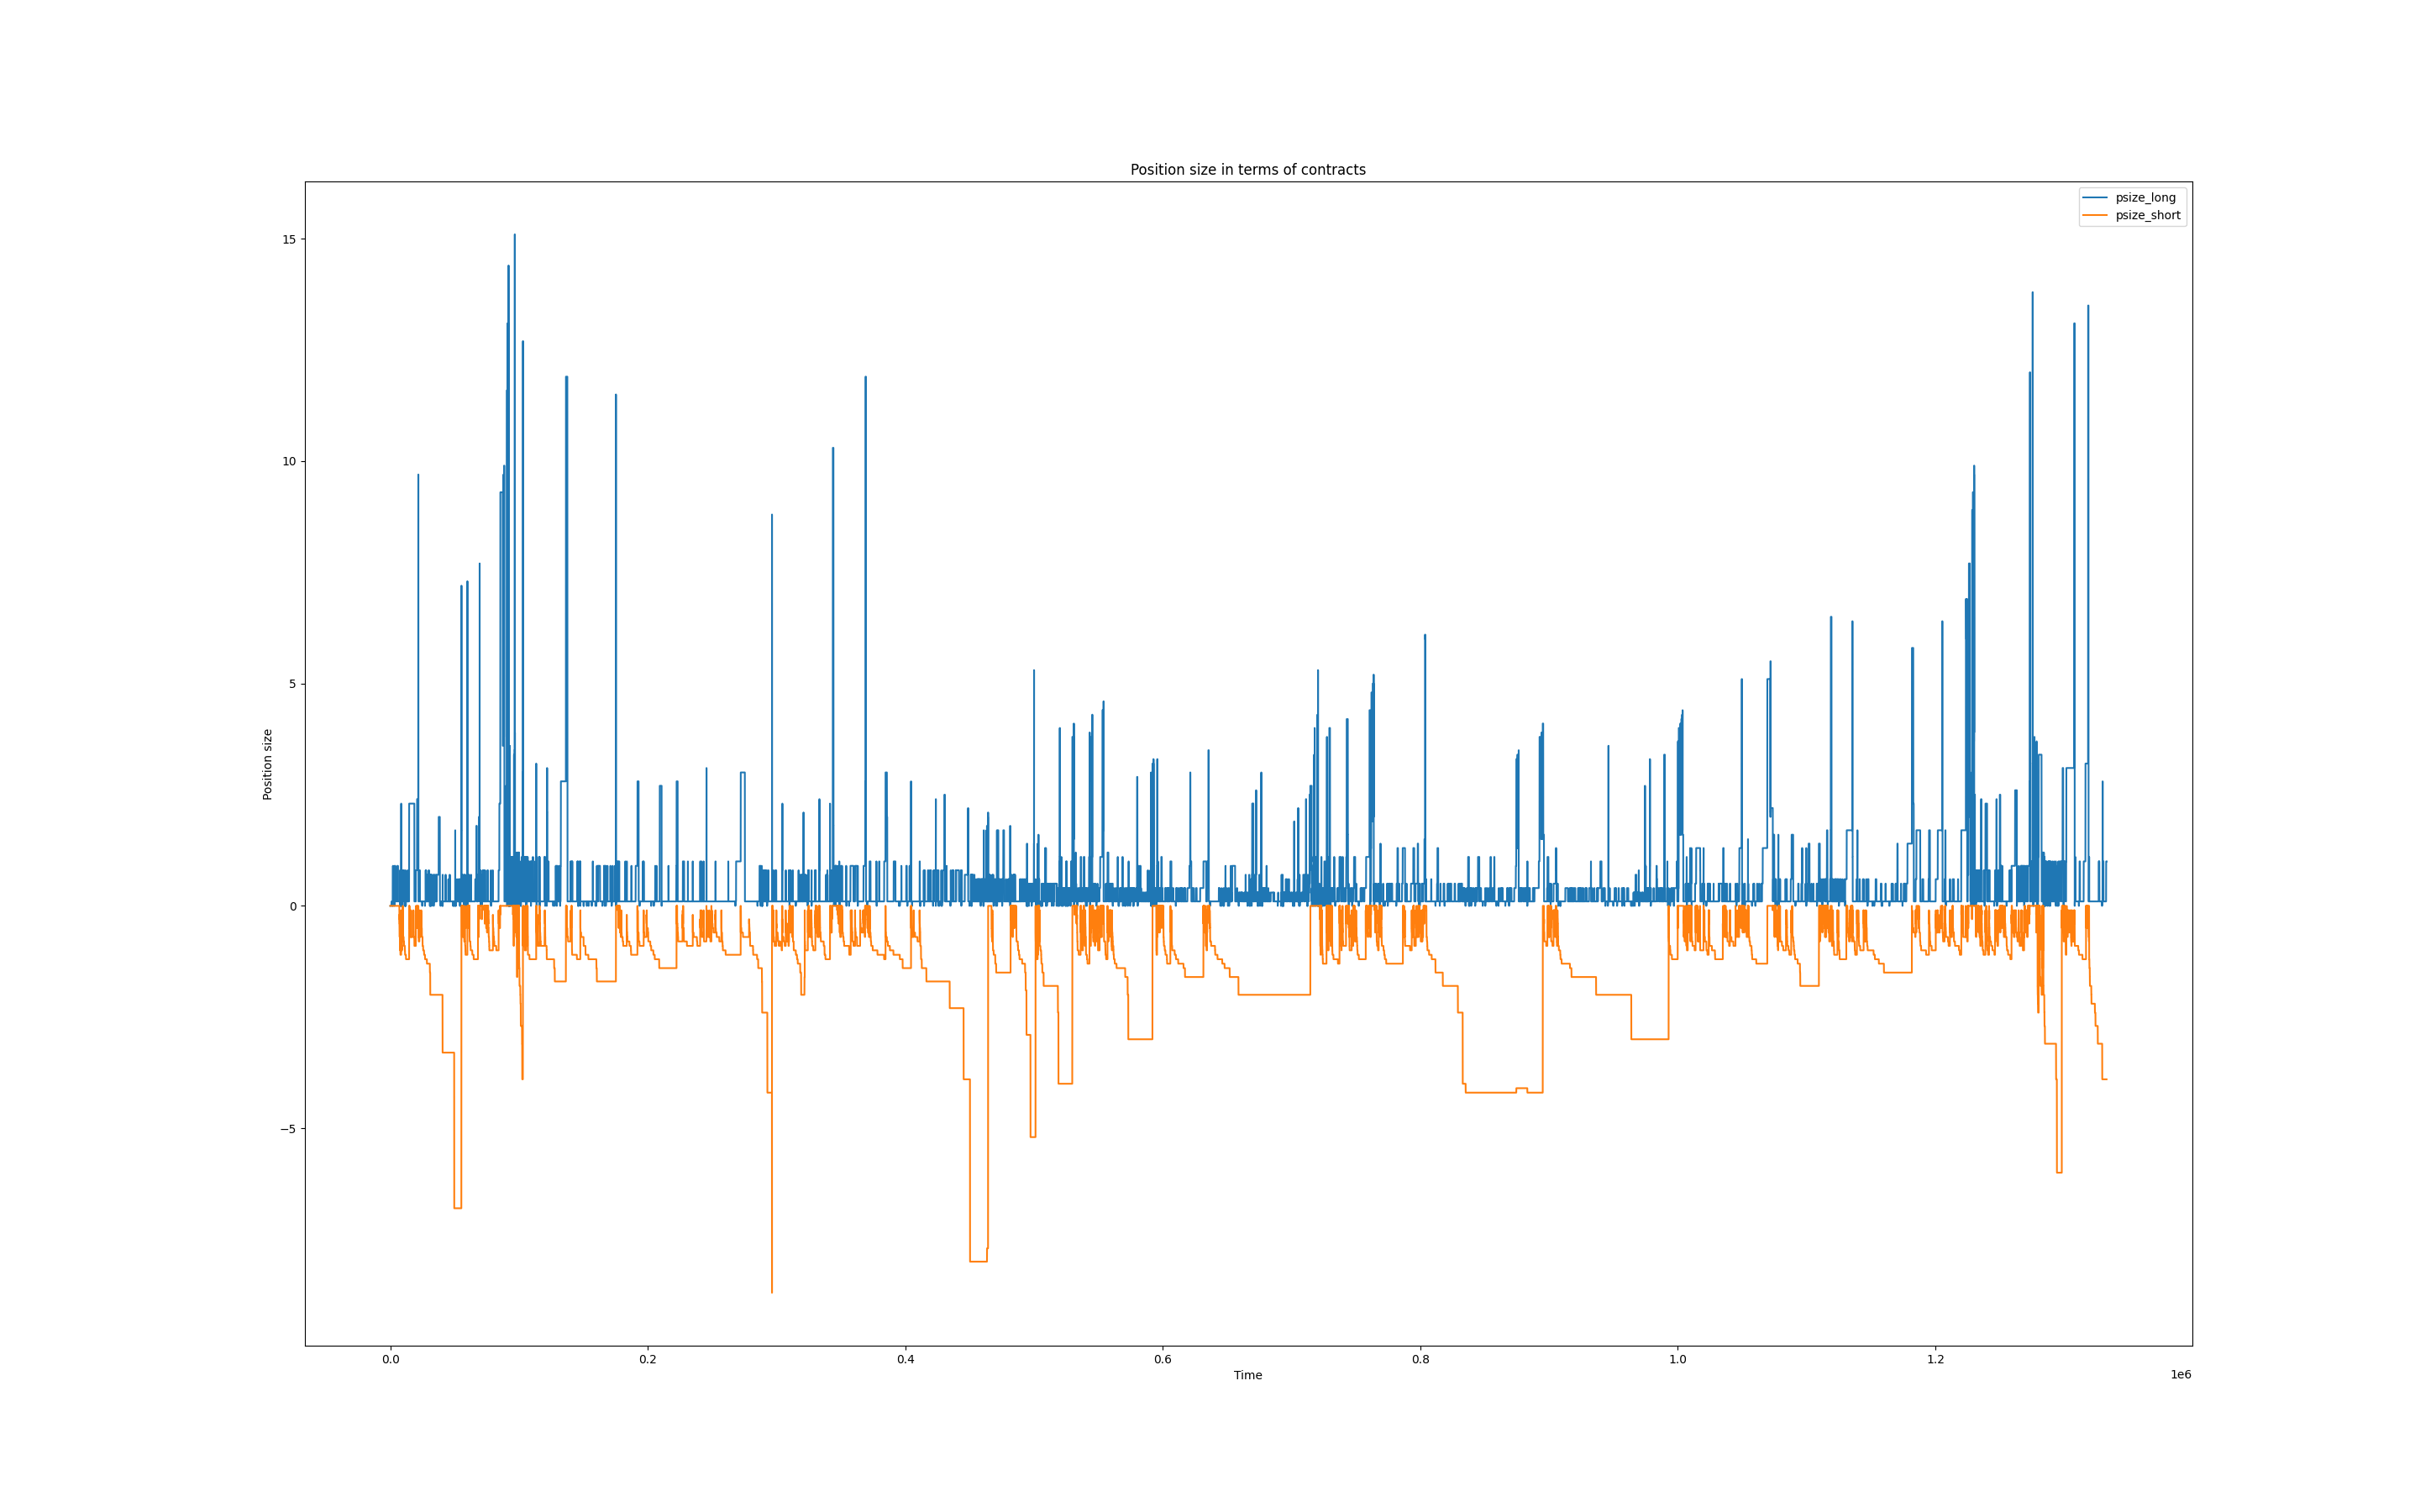 Position size in terms of contracts
psize_long
psize_short
15
10
5
0
−5
Position size
0.0 0.2 0.4 0.6 0.8 1.0 1.2
Time
1e6